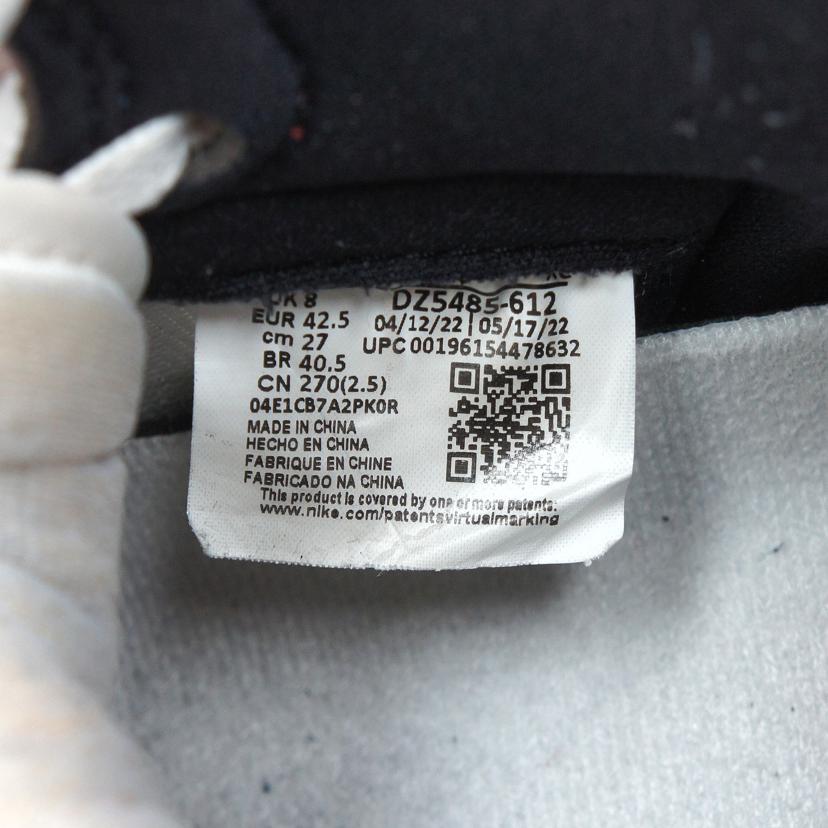 UK 8
EUR 42.5
cm 27
BR 40.5
CN 270(2.5)
DZ5485-612
04/12/22 | 05/17/22
UPC 00196154478632
04E1CB7A2PK0R
MADE IN CHINA
HECHO EN CHINA
FABRIQUE EN CHINE
FABRICADO NA CHINA
This product is covered by one or more patents:
www.nike.com/patentsvirtualmarking